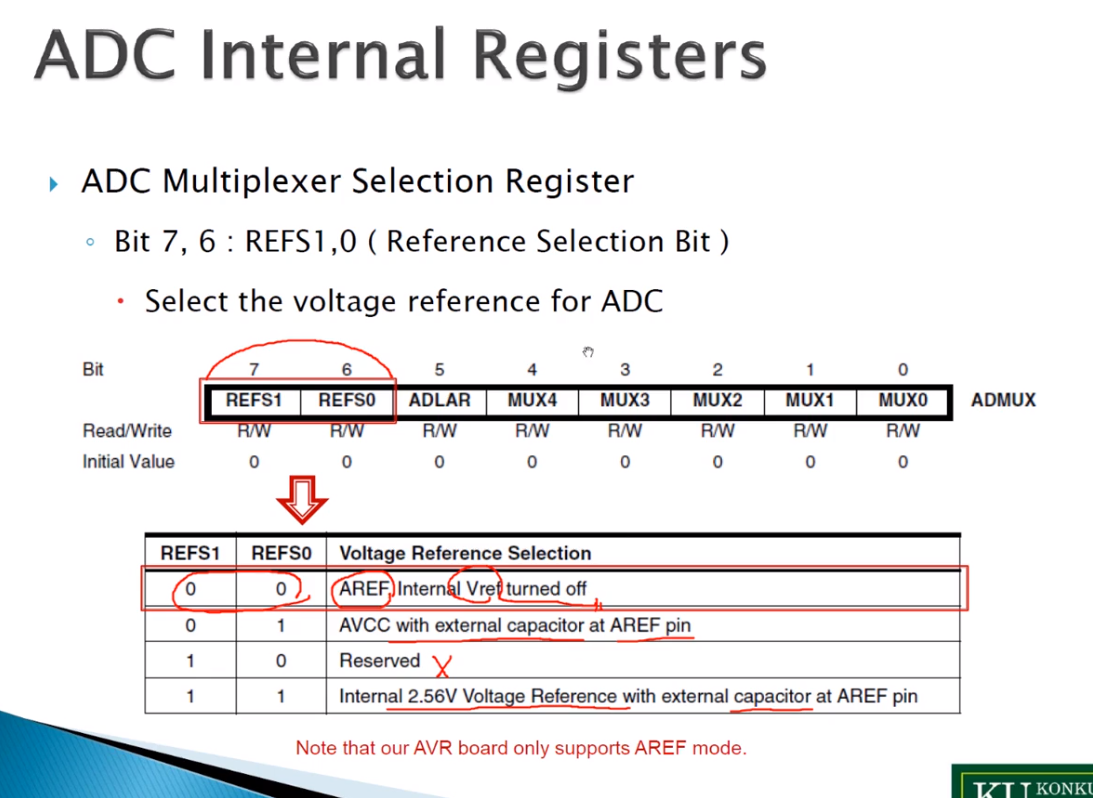 ADC Internal Registers
ADC Multiplexer Selection Register
Bit 7, 6 : REFS1,0 ( Reference Selection Bit )
Select the voltage reference for ADC
Bit 7 6 5 4 3 2 1 0
REFS1 REFS0 ADLAR MUX4 MUX3 MUX2 MUX1 MUX0 ADMUX
Read/Write R/W R/W R/W R/W R/W R/W R/W R/W
Initial Value 0 0 0 0 0 0 0 0
REFS1 REFS0 Voltage Reference Selection
0 0 AREF, Internal Vref turned off
0 1 AVCC with external capacitor at AREF pin
1 0 Reserved
1 1 Internal 2.56V Voltage Reference with external capacitor at AREF pin
Note that our AVR board only supports AREF mode.
KU